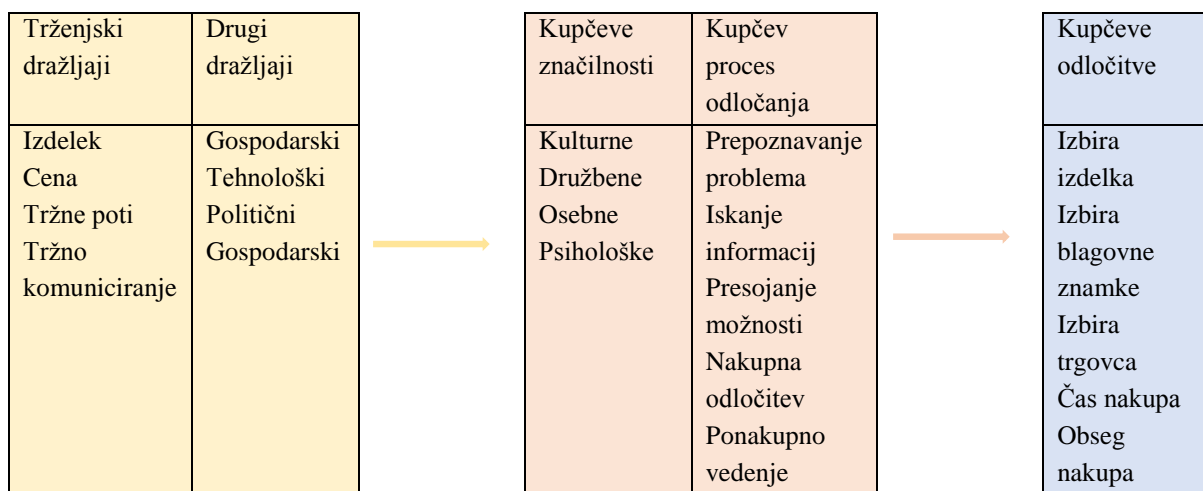 Trženjski
dražljaji
Drugi
dražljaji
Izdelek
Cena
Tržne poti
Tržno
komuniciranje
Gospodarski
Tehnološki
Politični
Gospodarski
Kupčeve
značilnosti
Kupčev
proces
odločanja
Kulturne
Družbene
Osebne
Psihološke
Prepoznavanje
problema
Iskanje
informacij
Presojanje
možnosti
Nakupna
odločitev
Ponakupno
vedenje
Kupčeve
odločitve
Izbira
izdelka
Izbira
blagovne
znamke
Izbira
trgovca
Čas nakupa
Obseg
nakupa